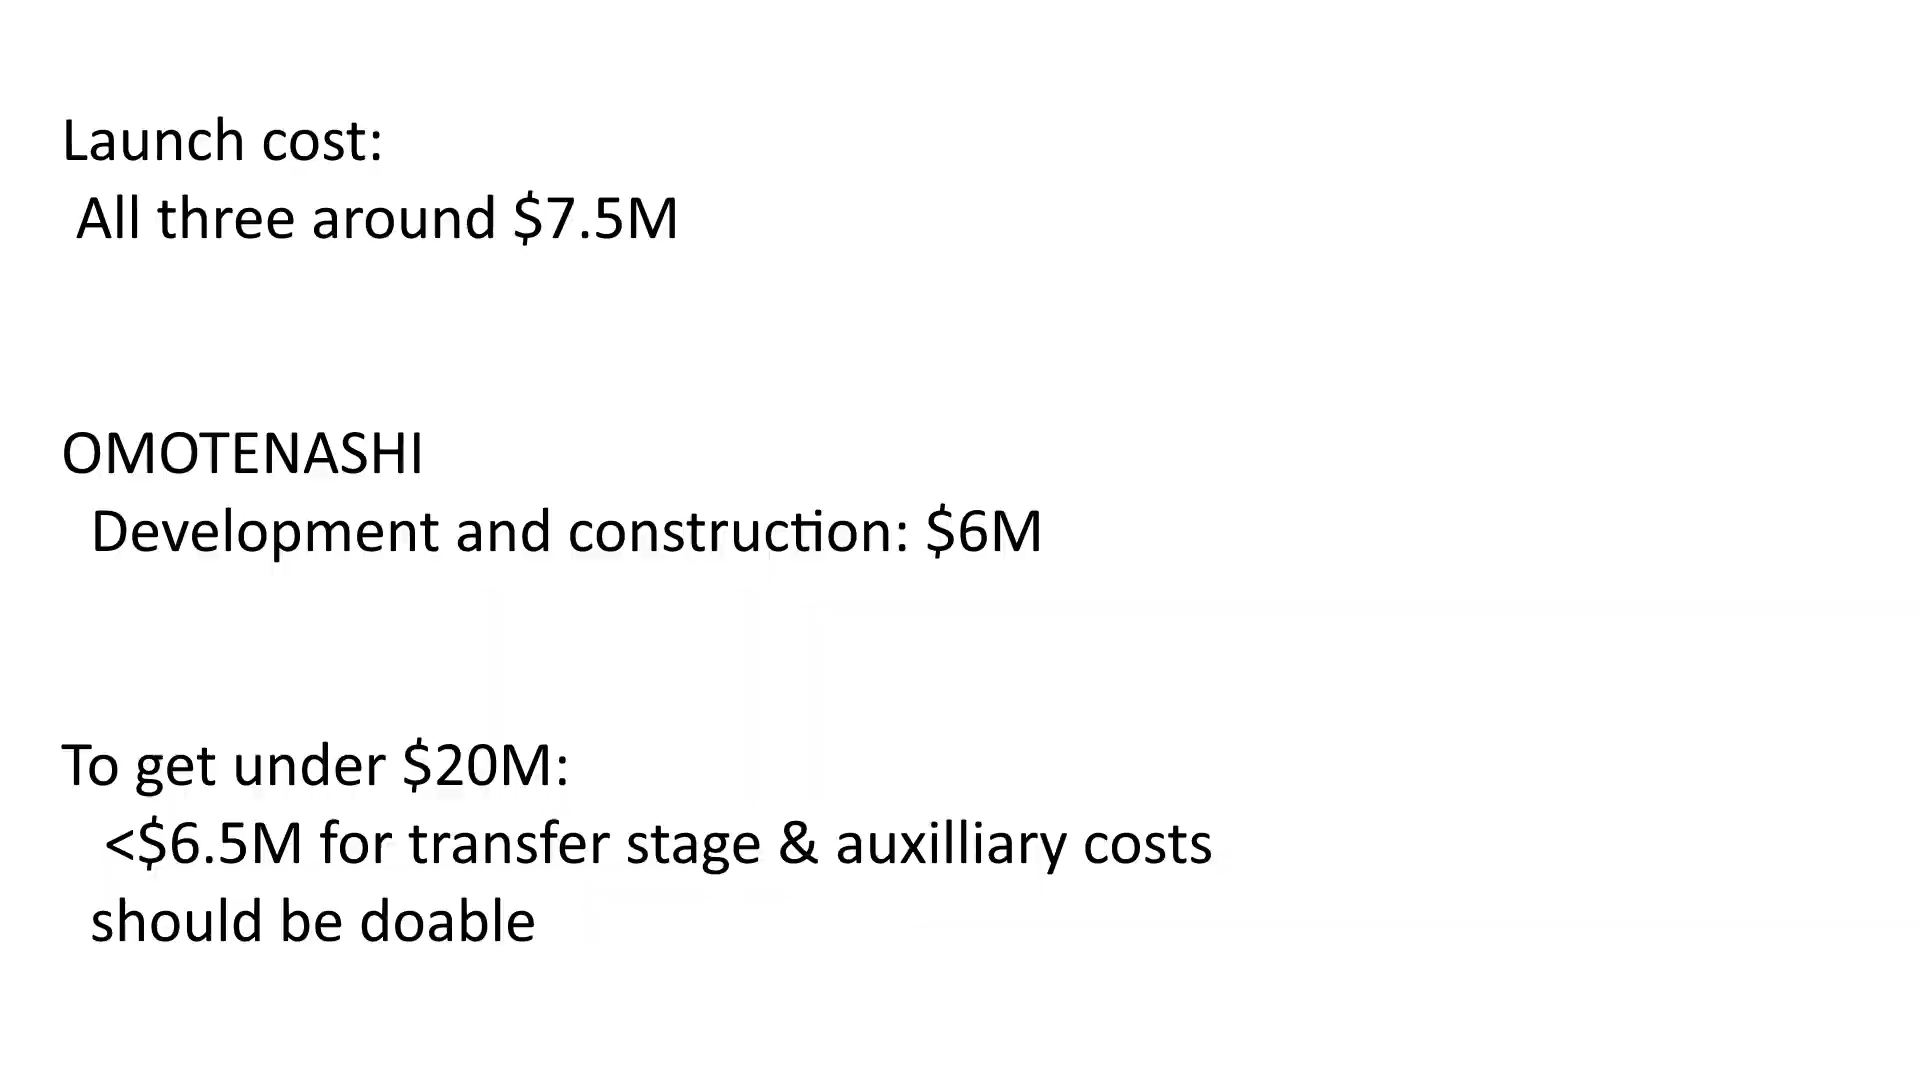 Launch cost:
All three around $7.5M
OMOTENASHI
Development and construction: $6M
To get under $20M:
<$6.5M for transfer stage & auxilliary costs
should be doable